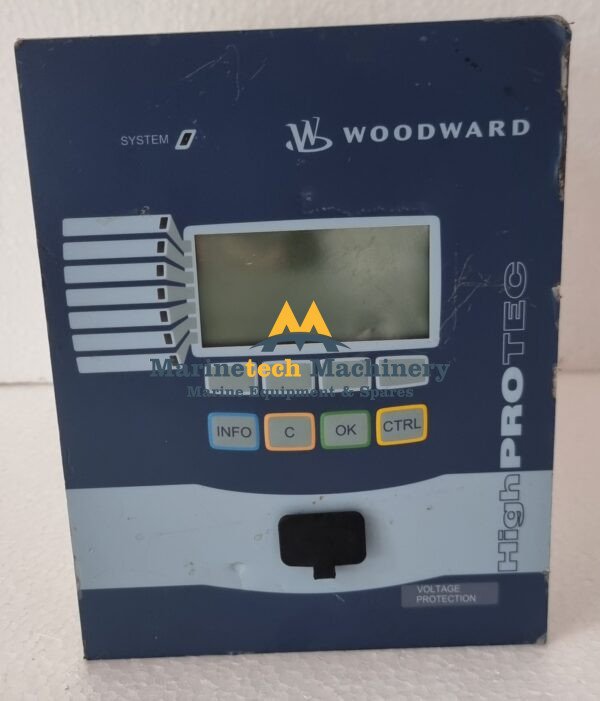 SYSTEM
WOODWARD
Marinetech Machinery
Marine Equipment & Spares
INFO
C
OK
CTRL
HighPROTEC
VOLTAGE
PROTECTION